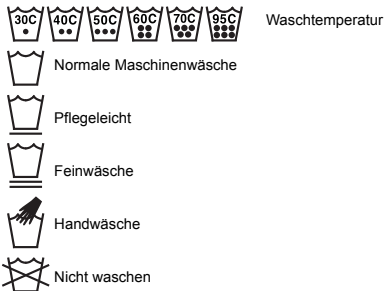 30C 40C 50C 60C 70C 95C Waschtemperatur
Normale Maschinenwäsche
Pflegeleicht
Feinwäsche
Handwäsche
Nicht waschen